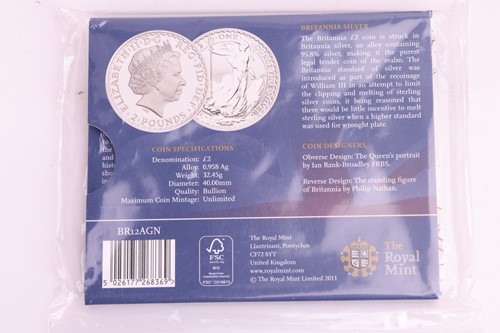 BRITANNIA SILVER
The Britannia £2 coin is struck in
Britannia silver, an alloy containing
95.8% silver, making it the purest
legal tender coin of the realm. The
Britannia standard of silver was
introduced as part of the recoinage
of William III in an attempt to limit
the clipping and melting of sterling
silver coins, it being reasoned that
there would be little incentive to melt
sterling silver when a higher standard
was used for wrought plate.
ELIZABETH II D G REG F D
2 POUNDS
COIN SPECIFICATIONS
Denomination: £2
Alloy: 0.958 Ag
Weight: 32.45g
Diameter: 40.00mm
Quality: Bullion
Maximum Coin Mintage: Unlimited
COIN DESIGNERS
Obverse Design: The Queen's portrait
by Ian Rank-Broadley FRBS.
Reverse Design: The standing figure
of Britannia by Philip Nathan.
BR12AGN
5 026177 268369
FSC
The Royal Mint
Llantrisant, Pontyclun
CF72 8YT
United Kingdom
www.royalmint.com
© The Royal Mint Limited 2011
The
Royal
Mint